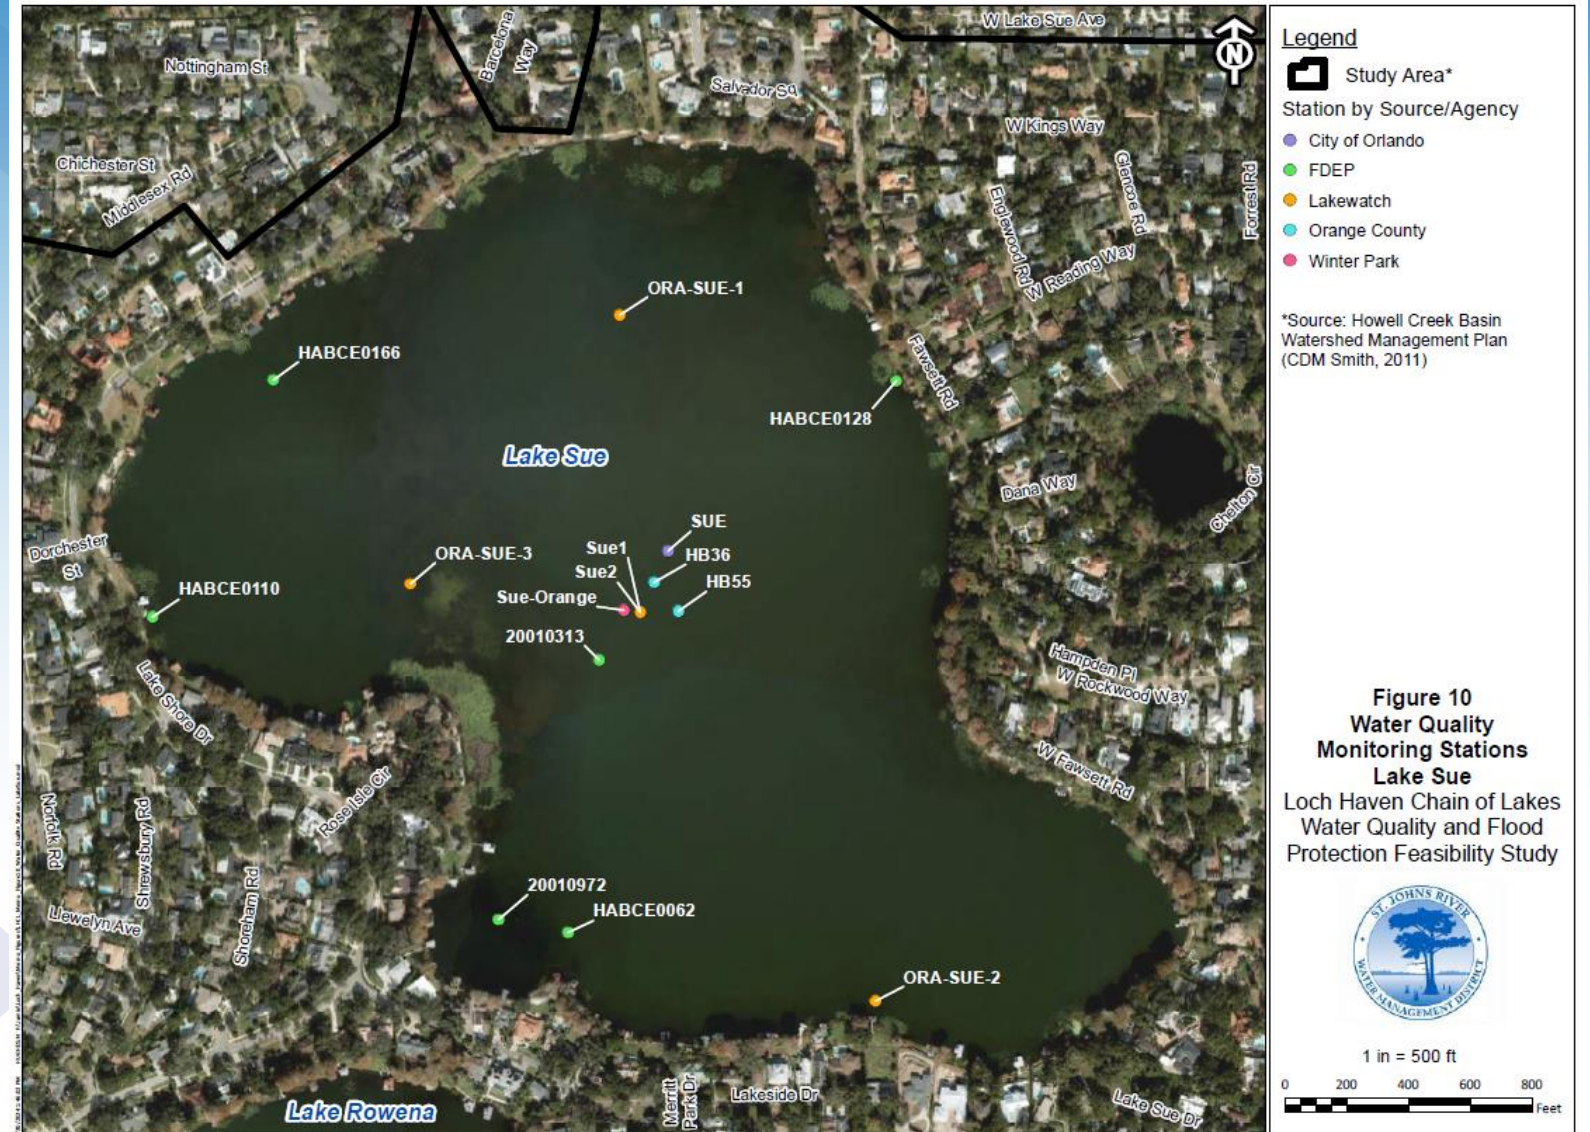 W Lake Sue Ave
Barcelona
Way
Nottingham St
Salvador Sq
W Kings Way
Chichester St
Middlesex Rd
Glencoe Rd
Forrest Rd
Englewood Rd
W Reading Way
ORA-SUE-1
HABCE0166
Fawsett Rd
HABCE0128
Lake Sue
Dana Way
Chelton Cir
SUE
Dorchester
St
ORA-SUE-3
Sue1
HB36
Sue2
HB55
HABCE0110
Sue-Orange
20010313
Hampden Pl
W Rockwood Way
Lake Shore Dr
W Fawsett Rd
Rose Isle Cir
Norfolk Rd
Shrewsbury Rd
20010972
HABCE0062
Llewelyn Ave
Shoreham Rd
ORA-SUE-2
Merritt
Park Dr
Lakeside Dr
Lake Sue Dr
Lake Rowena
N
Legend
Study Area*
Station by Source/Agency
City of Orlando
FDEP
Lakewatch
Orange County
Winter Park
*Source: Howell Creek Basin
Watershed Management Plan
(CDM Smith, 2011)
Figure 10
Water Quality
Monitoring Stations
Lake Sue
Loch Haven Chain of Lakes
Water Quality and Flood
Protection Feasibility Study
ST. JOHNS RIVER
WATER MANAGEMENT DISTRICT
1 in = 500 ft
0 200 400 600 800
Feet